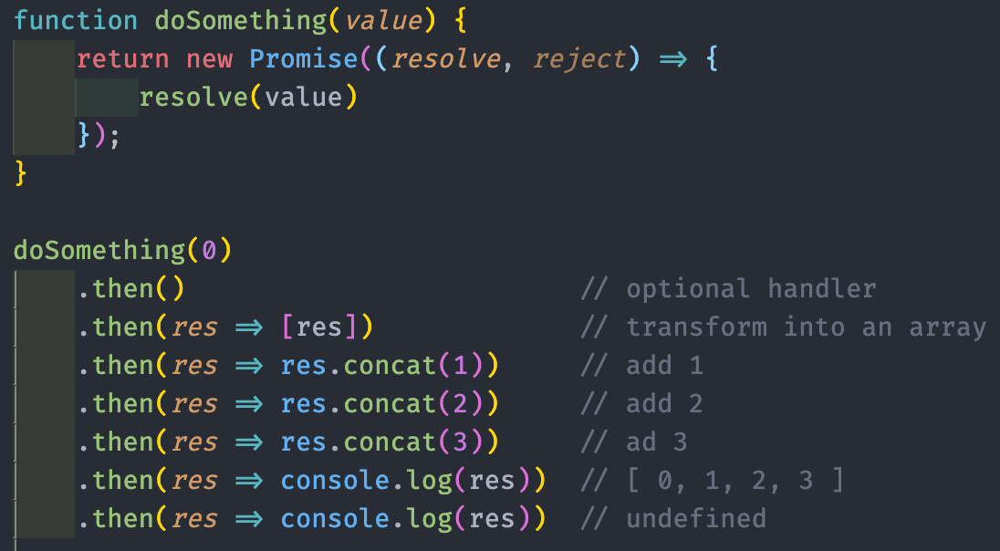 function doSomething(value) {
    return new Promise((resolve, reject) => {
        resolve(value)
    });
}
doSomething(0)
    .then()                         // optional handler
    .then(res => [res])             // transform into an array
    .then(res => res.concat(1))     // add 1
    .then(res => res.concat(2))     // add 2
    .then(res => res.concat(3))     // ad 3
    .then(res => console.log(res))  // [ 0, 1, 2, 3 ]
    .then(res => console.log(res))  // undefined